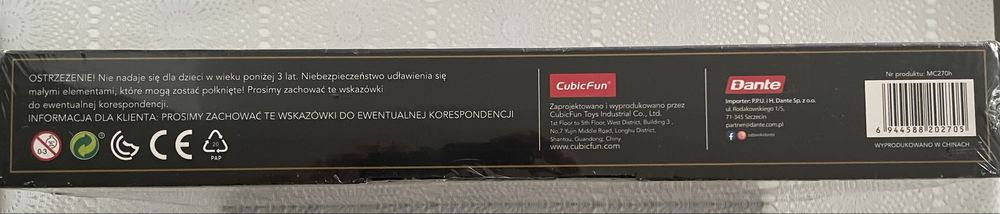 OSTRZEŻENIE! Nie nadaje się dla dzieci w wieku poniżej 3 lat. Niebezpieczeństwo udławienia się
małymi elementami, które mogą zostać połknięte! Prosimy zachować te wskazówki
do ewentualnej korespondencji.
INFORMACJA DLA KLIENTA: PROSIMY ZACHOWAĆ TE WSKAZÓWKI DO EWENTUALNEJ KORESPONDENCJI
0-3
CE
20
PAP
CubicFun®
Zaprojektowano i wyprodukowano przez
CubicFun Toys Industrial Co., Ltd.
1st Floor to 5th Floor, West District, Building 3 ,
No.7 Yujin Middle Road, Longhu District,
Shantou, Guandong, Chiny
www.cubicfun.com
Dante
Importer: P.P.U. i H. Dante Sp. z o.o.
ul. Rodakowskiego 1/5,
71-345 Szczecin
partner@dante.com.pl
Nr produktu: MC270h
6 944588 202705
WYPRODUKOWANO W CHINACH